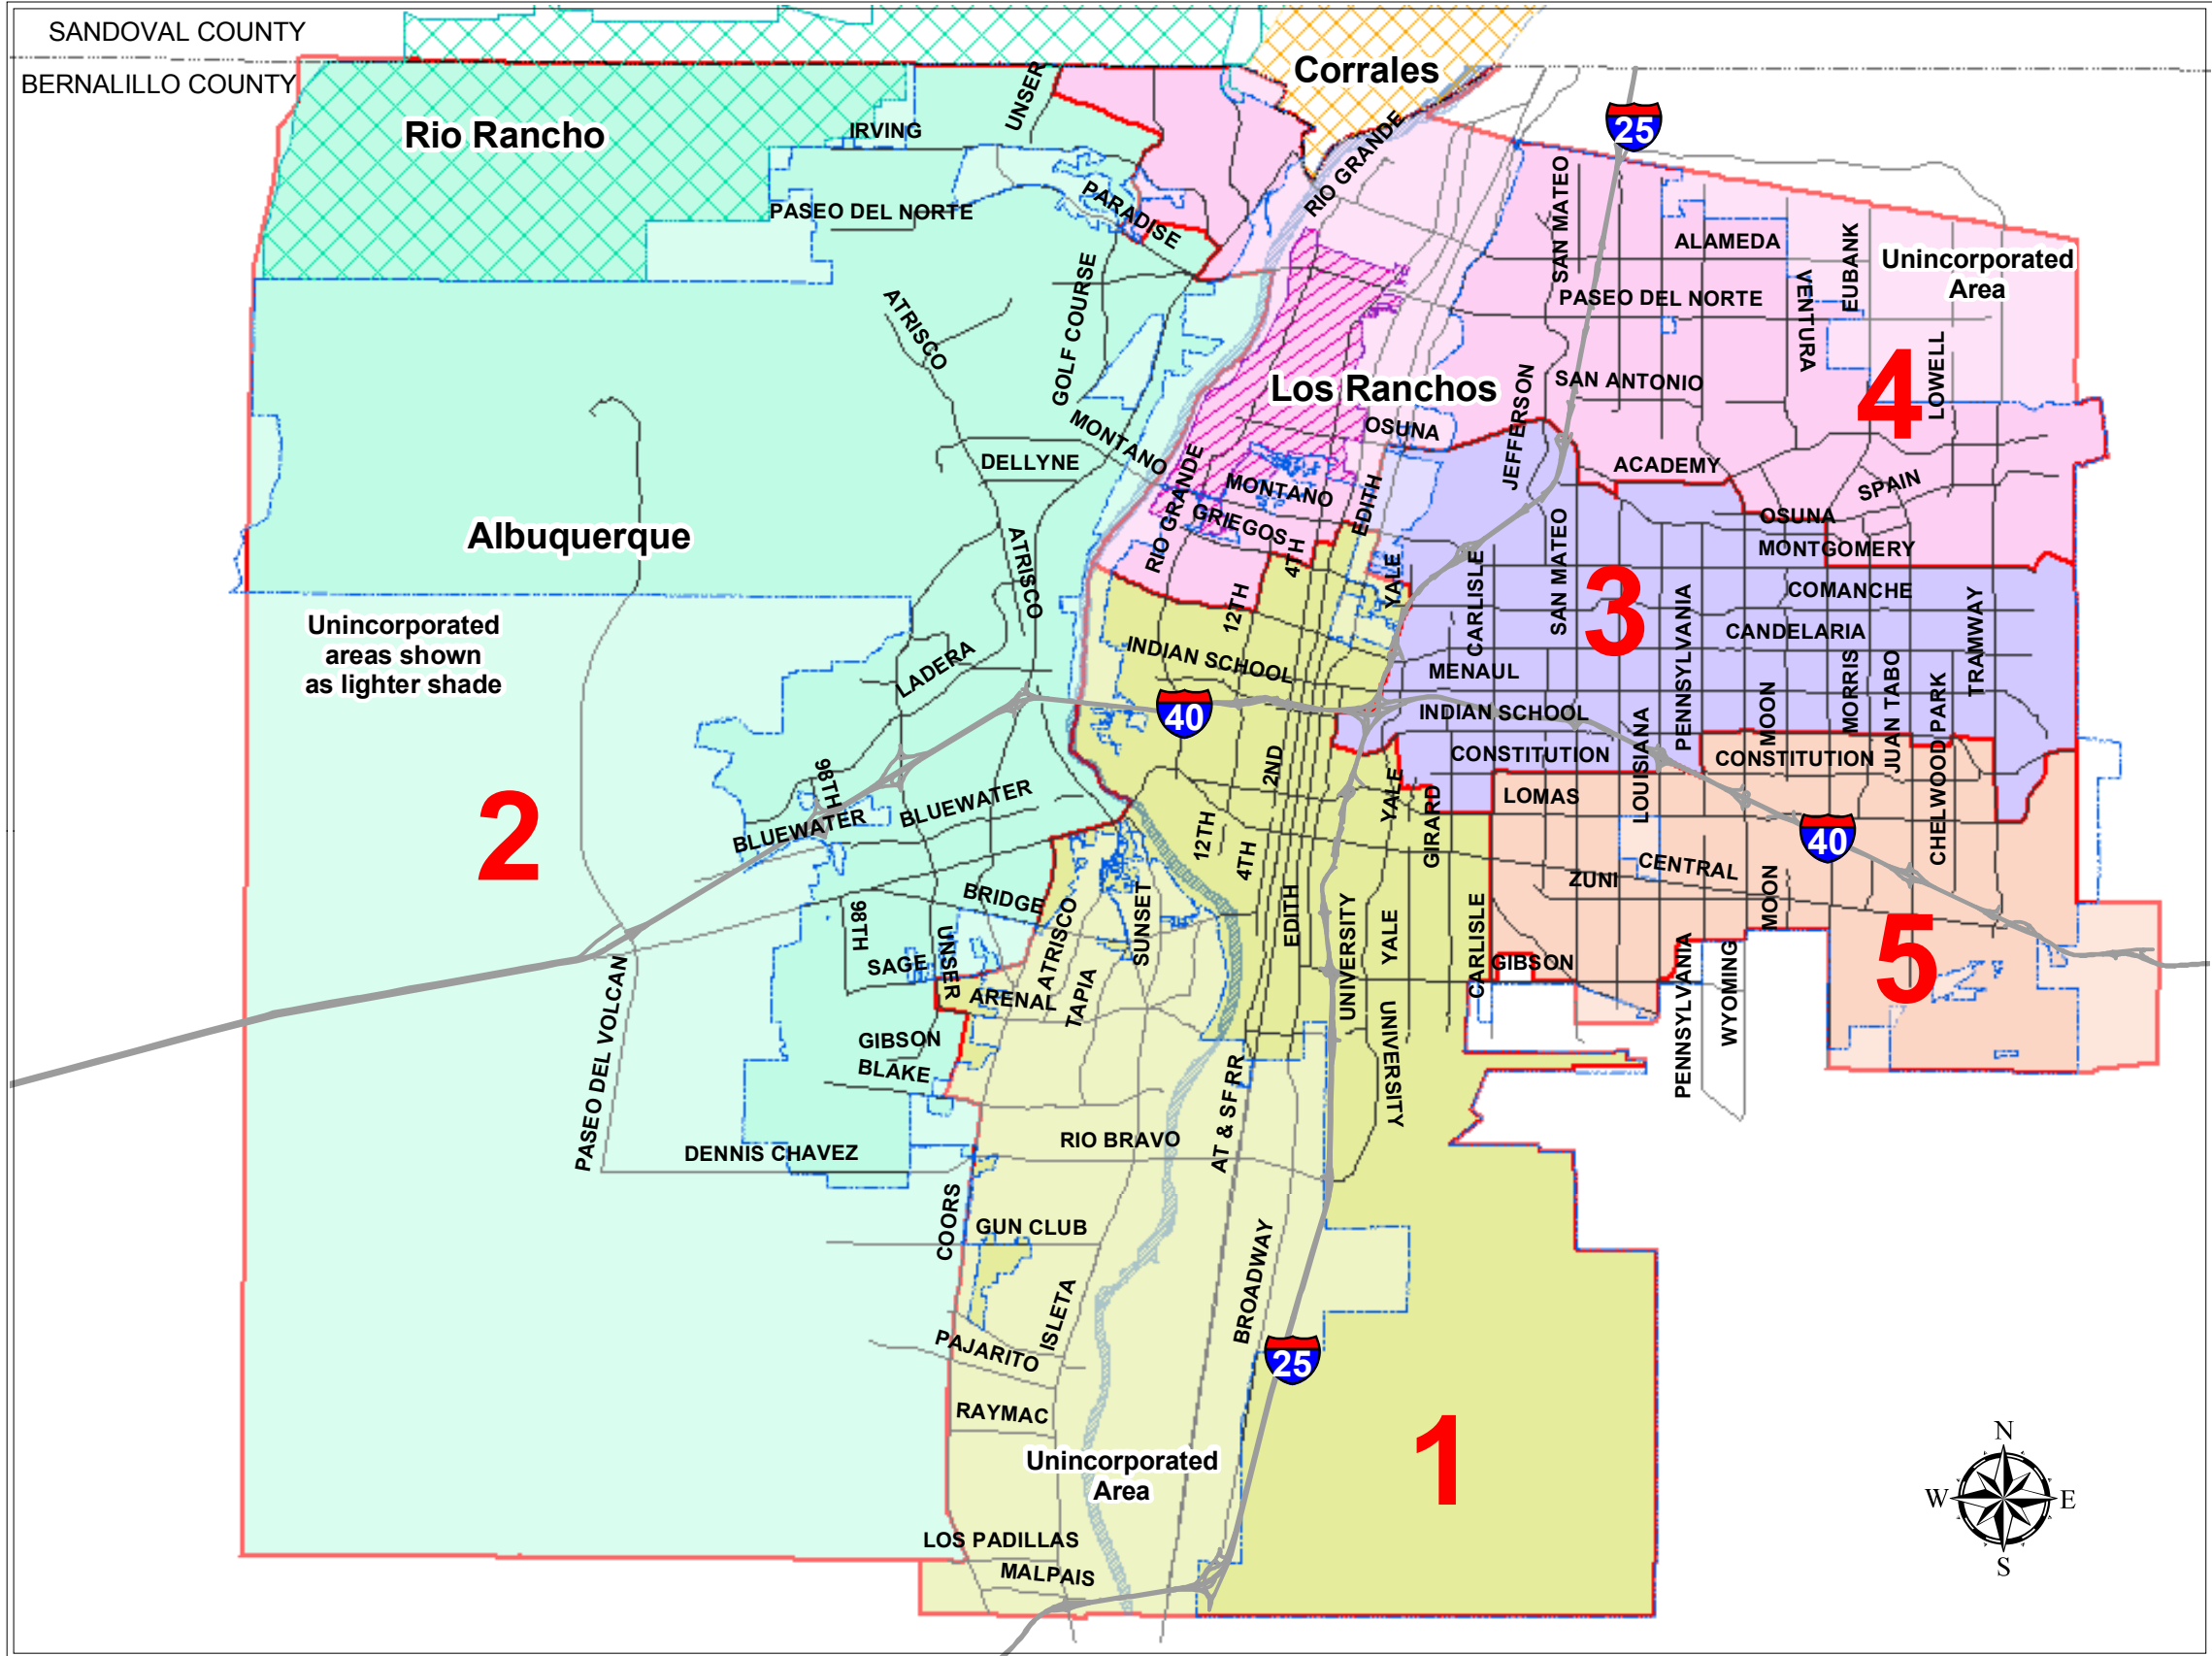 SANDOVAL COUNTY
BERNALILLO COUNTY
Corrales
Rio Rancho
UNSER
IRVING
25
RIO GRANDE
SAN MATEO
PARADISE
PASEO DEL NORTE
ALAMEDA
EUBANK
Unincorporated
Area
GOLF COURSE
ATRISCO
PASEO DEL NORTE
VENTURA
LOWELL
4
Los Ranchos
SAN ANTONIO
JEFFERSON
OSUNA
MONTANO
DELLYNE
ACADEMY
RIO GRANDE
MONTANO
SPAIN
EDITH
GRIEGOS
OSUNA
Albuquerque
ATRISCO
4TH
SAN MATEO
MONTGOMERY
YALE
CARLISLE
3
COMANCHE
12TH
PENNSYLVANIA
CANDELARIA
TRAMWAY
Unincorporated
areas shown
as lighter shade
INDIAN SCHOOL
LADERA
MENAUL
MORRIS
JUAN TABO
CHELWOOD PARK
MOON
40
INDIAN SCHOOL
LOUISIANA
CONSTITUTION
CONSTITUTION
2ND
98TH
YALE
LOMAS
2
BLUEWATER
BLUEWATER
12TH
GIRARD
40
4TH
CENTRAL
ZUNI
BRIDGE
98TH
ATRISCO
SUNSET
EDITH
UNIVERSITY
YALE
CARLISLE
MOON
5
UNSER
SAGE
GIBSON
ARENAL
TAPIA
PENNSYLVANIA
WYOMING
PASEO DEL VOLCAN
GIBSON
BLAKE
UNIVERSITY
AT & SF RR
RIO BRAVO
DENNIS CHAVEZ
COORS
GUN CLUB
BROADWAY
ISLETA
PAJARITO
25
RAYMAC
1
Unincorporated
Area
N
W
E
S
LOS PADILLAS
MALPAIS